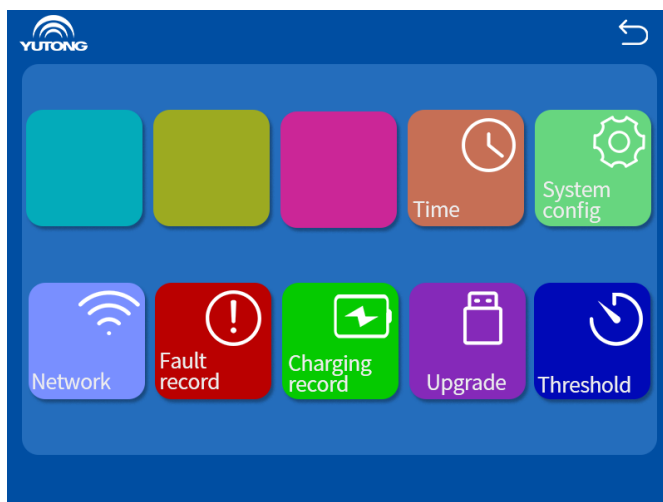 YUTONG
Time
System
config
Network
Fault
record
Charging
record
Upgrade
Threshold